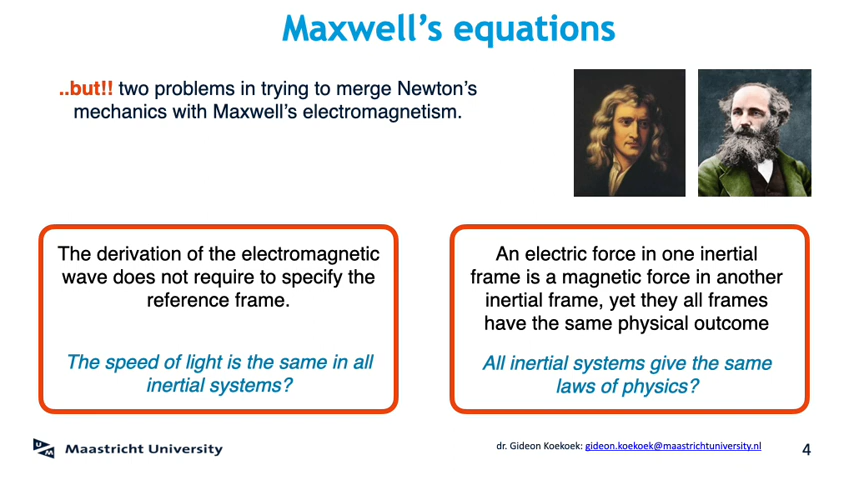 Maxwell's equations
..but!! two problems in trying to merge Newton's
mechanics with Maxwell's electromagnetism.
The derivation of the electromagnetic
wave does not require to specify the
reference frame.
The speed of light is the same in all
inertial systems?
An electric force in one inertial
frame is a magnetic force in another
inertial frame, yet they all frames
have the same physical outcome
All inertial systems give the same
laws of physics?
UM Maastricht University
dr. Gideon Koekoek: gideon.koekoek@maastrichtuniversity.nl
4